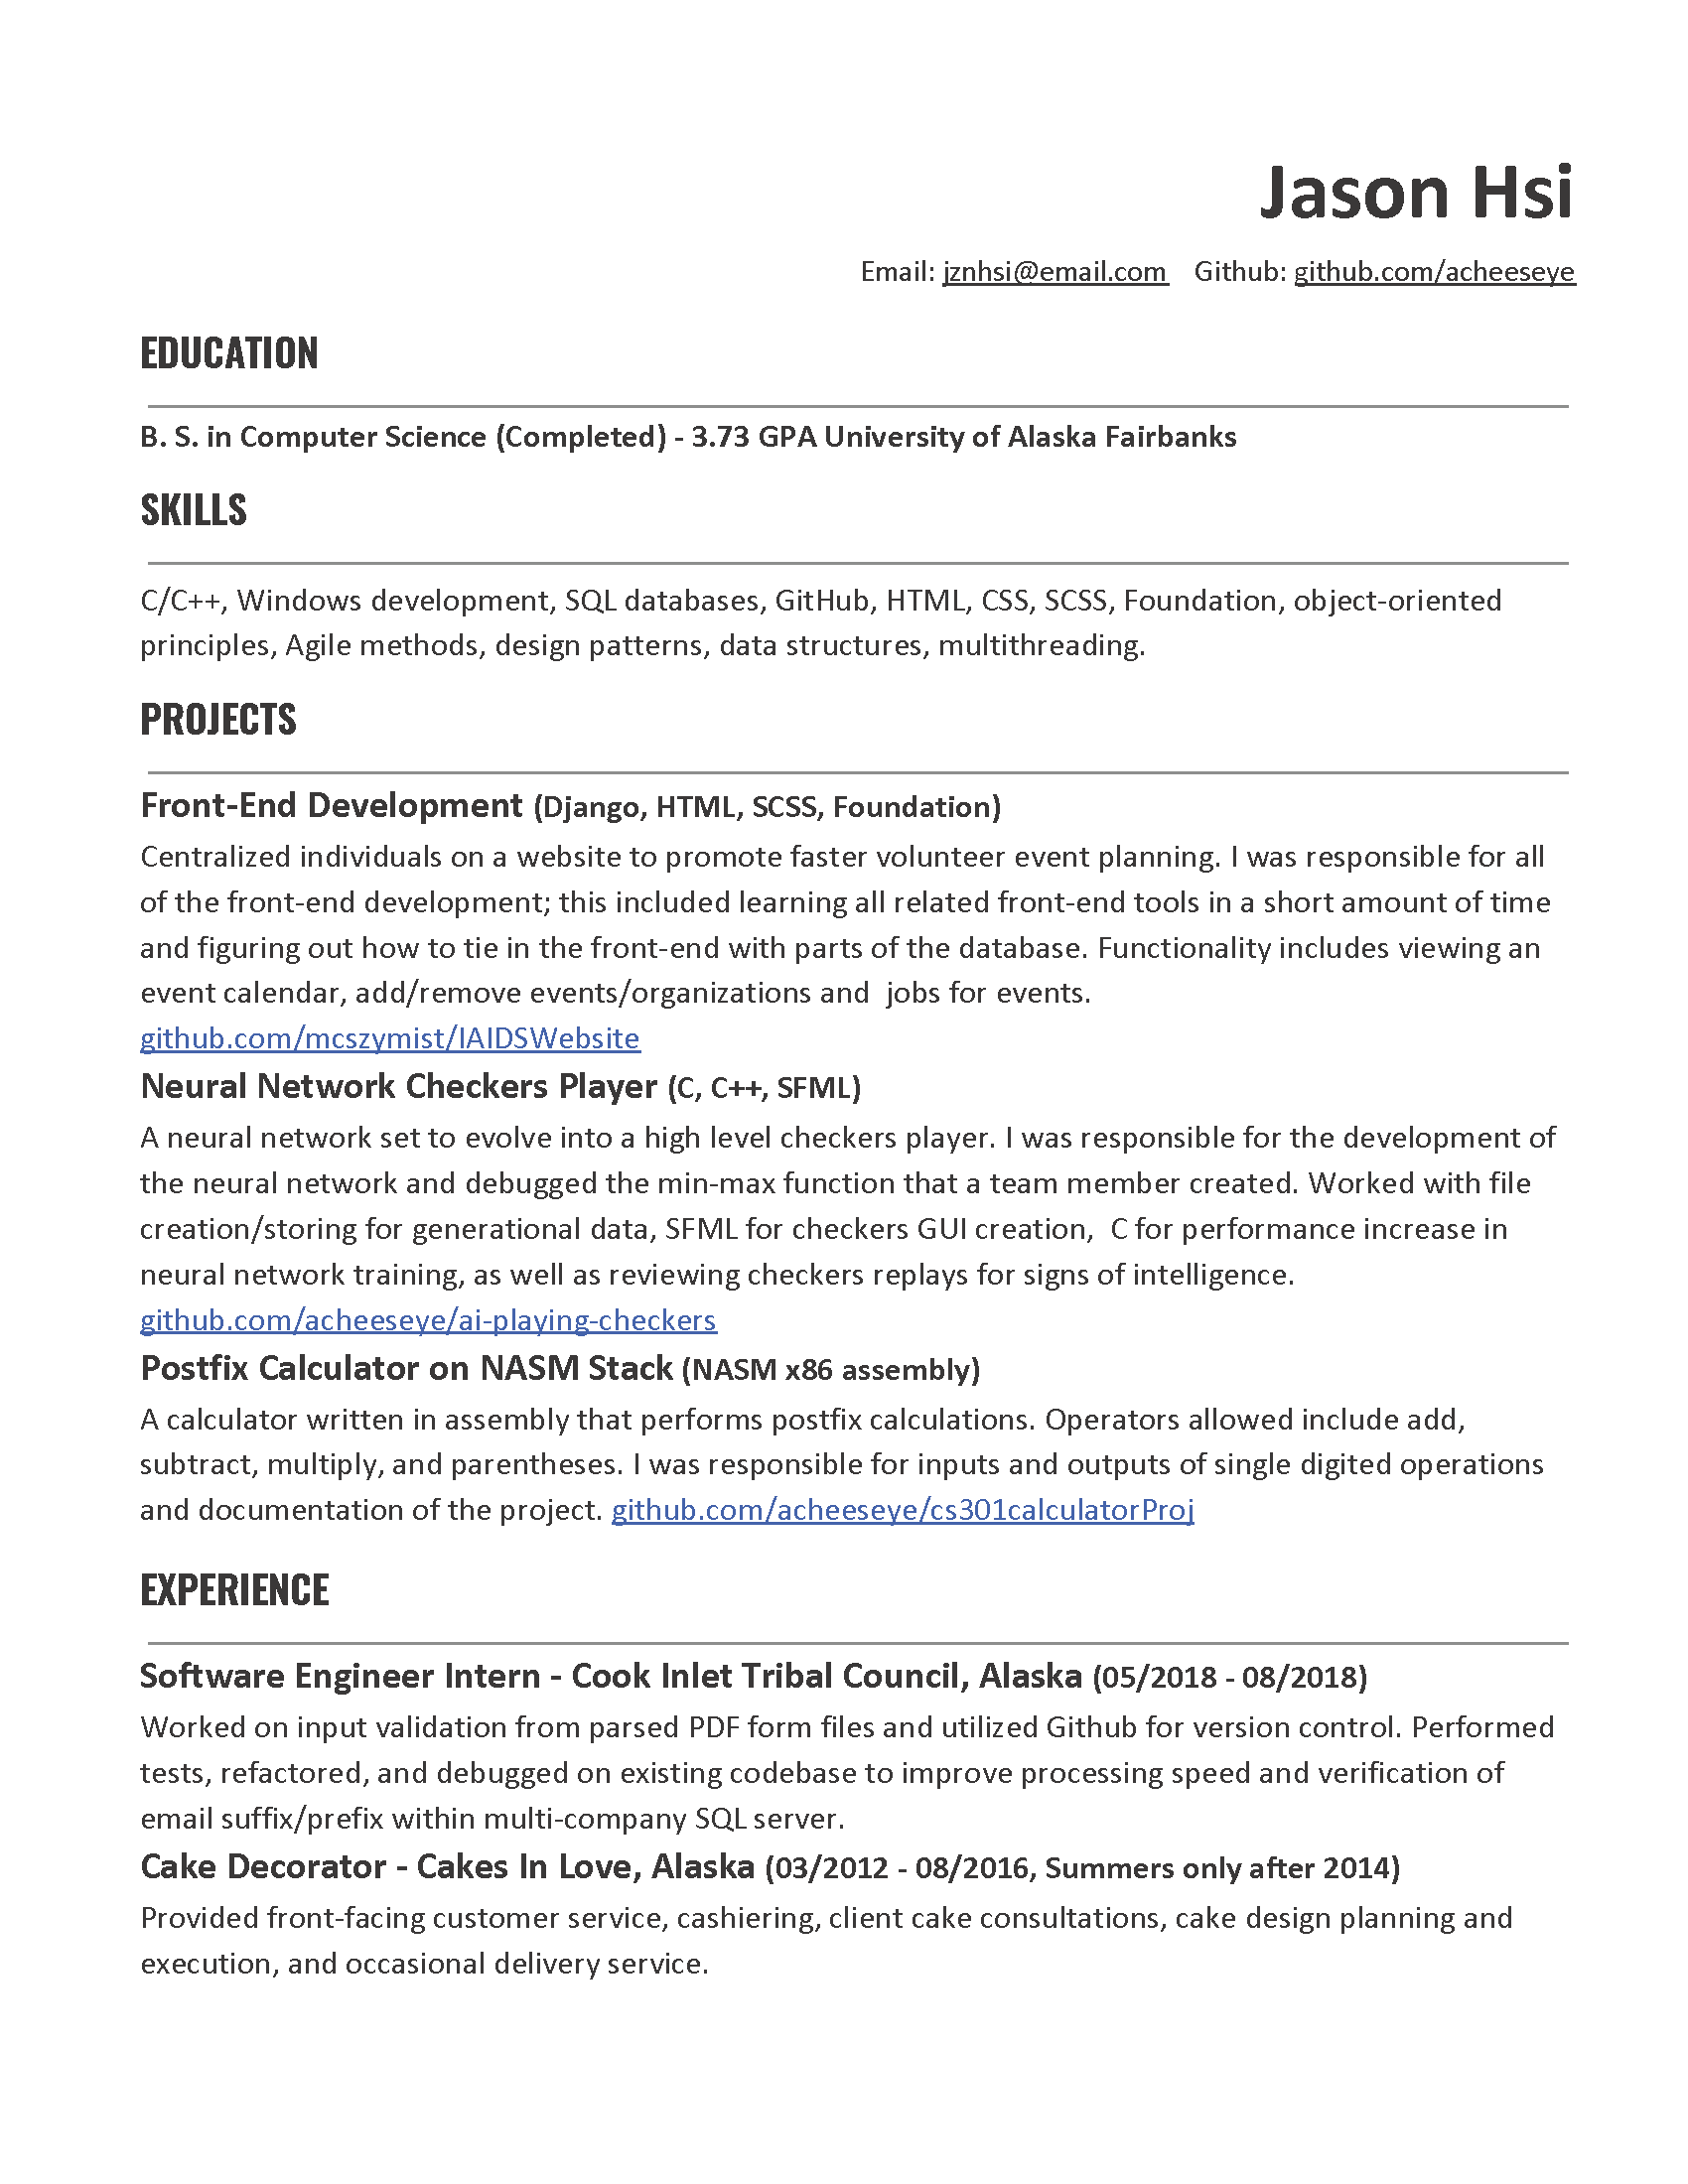 Jason Hsi
Email: jznhsi@email.com Github: github.com/acheeseye
EDUCATION
B. S. in Computer Science (Completed) - 3.73 GPA University of Alaska Fairbanks
SKILLS
C/C++, Windows development, SQL databases, GitHub, HTML, CSS, SCSS, Foundation, object-oriented
principles, Agile methods, design patterns, data structures, multithreading.
PROJECTS
Front-End Development (Django, HTML, SCSS, Foundation)
Centralized individuals on a website to promote faster volunteer event planning. I was responsible for all
of the front-end development; this included learning all related front-end tools in a short amount of time
and figuring out how to tie in the front-end with parts of the database. Functionality includes viewing an
event calendar, add/remove events/organizations and  jobs for events.
github.com/mcszymist/IAIDSWebsite
Neural Network Checkers Player (C, C++, SFML)
A neural network set to evolve into a high level checkers player. I was responsible for the development of
the neural network and debugged the min-max function that a team member created. Worked with file
creation/storing for generational data, SFML for checkers GUI creation,  C for performance increase in
neural network training, as well as reviewing checkers replays for signs of intelligence.
github.com/acheeseye/ai-playing-checkers
Postfix Calculator on NASM Stack (NASM x86 assembly)
A calculator written in assembly that performs postfix calculations. Operators allowed include add,
subtract, multiply, and parentheses. I was responsible for inputs and outputs of single digited operations
and documentation of the project. github.com/acheeseye/cs301calculatorProj
EXPERIENCE
Software Engineer Intern - Cook Inlet Tribal Council, Alaska (05/2018 - 08/2018)
Worked on input validation from parsed PDF form files and utilized Github for version control. Performed
tests, refactored, and debugged on existing codebase to improve processing speed and verification of
email suffix/prefix within multi-company SQL server.
Cake Decorator - Cakes In Love, Alaska (03/2012 - 08/2016, Summers only after 2014)
Provided front-facing customer service, cashiering, client cake consultations, cake design planning and
execution, and occasional delivery service.